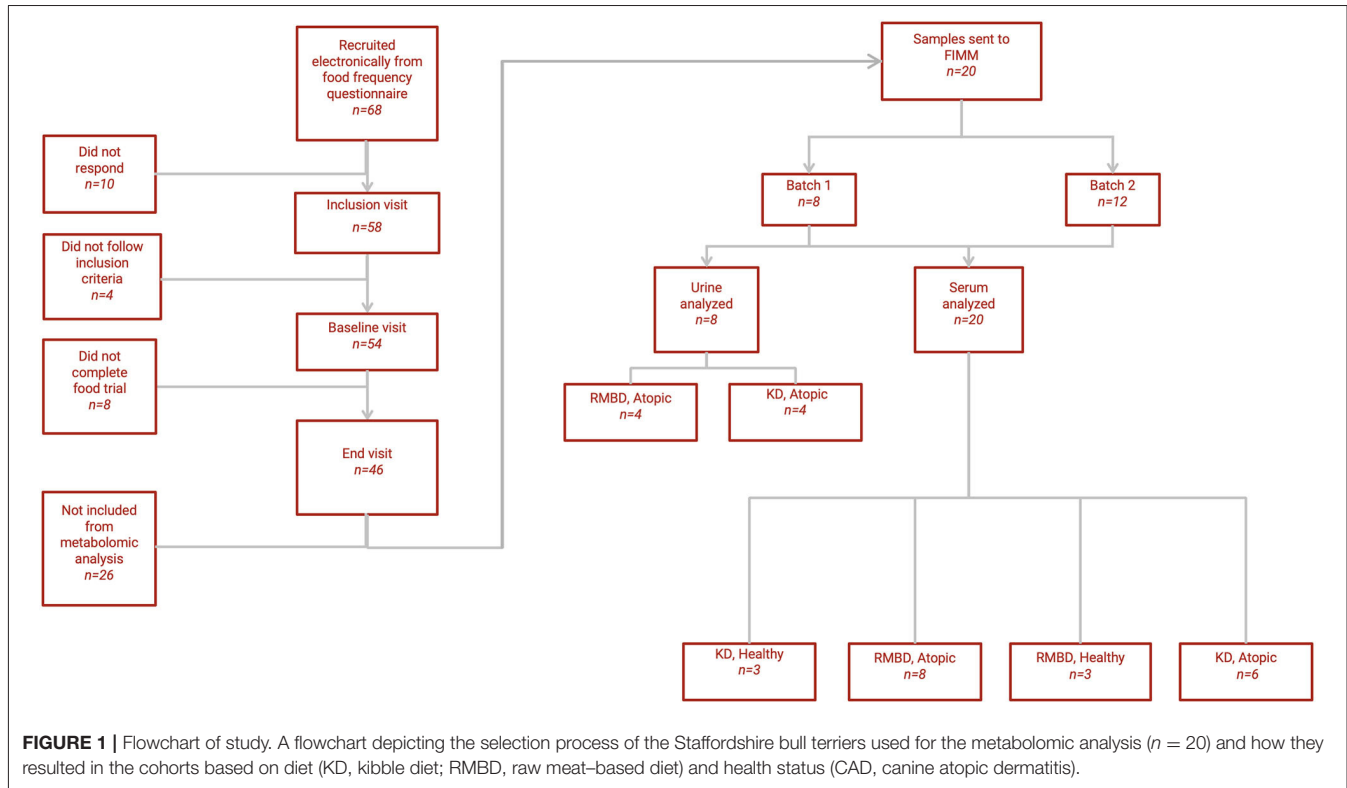 Recruited
electronically from
food frequency
questionnaire
n=68
Did not
respond
n=10
Inclusion visit
n=58
Did not follow
inclusion
criteria
n=4
Baseline visit
n=54
Did not
complete
food trial
n=8
End visit
n=46
Not included
from
metabolomic
analysis
n=26
Samples sent to
FIMM
n=20
Batch 1
n=8
Batch 2
n=12
Urine
analyzed
n=8
Serum
analyzed
n=20
RMBD, Atopic
n=4
KD, Atopic
n=4
KD, Healthy
n=3
RMBD, Atopic
n=8
RMBD, Healthy
n=3
KD, Atopic
n=6
FIGURE 1 | Flowchart of study. A flowchart depicting the selection process of the Staffordshire bull terriers used for the metabolomic analysis (n = 20) and how they
resulted in the cohorts based on diet (KD, kibble diet; RMBD, raw meat–based diet) and health status (CAD, canine atopic dermatitis).